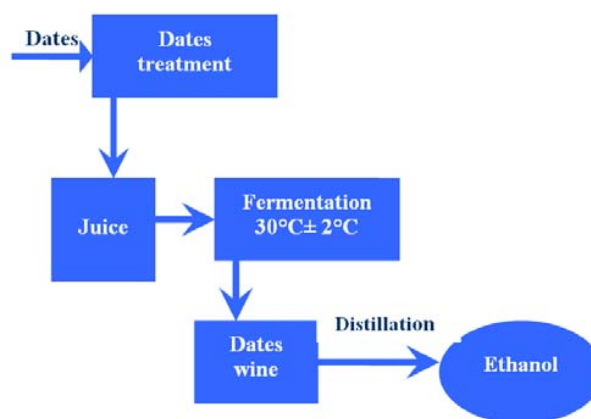 Dates
Dates
treatment
Juice
Fermentation
30°C± 2°C
Dates
wine
Distillation
Ethanol